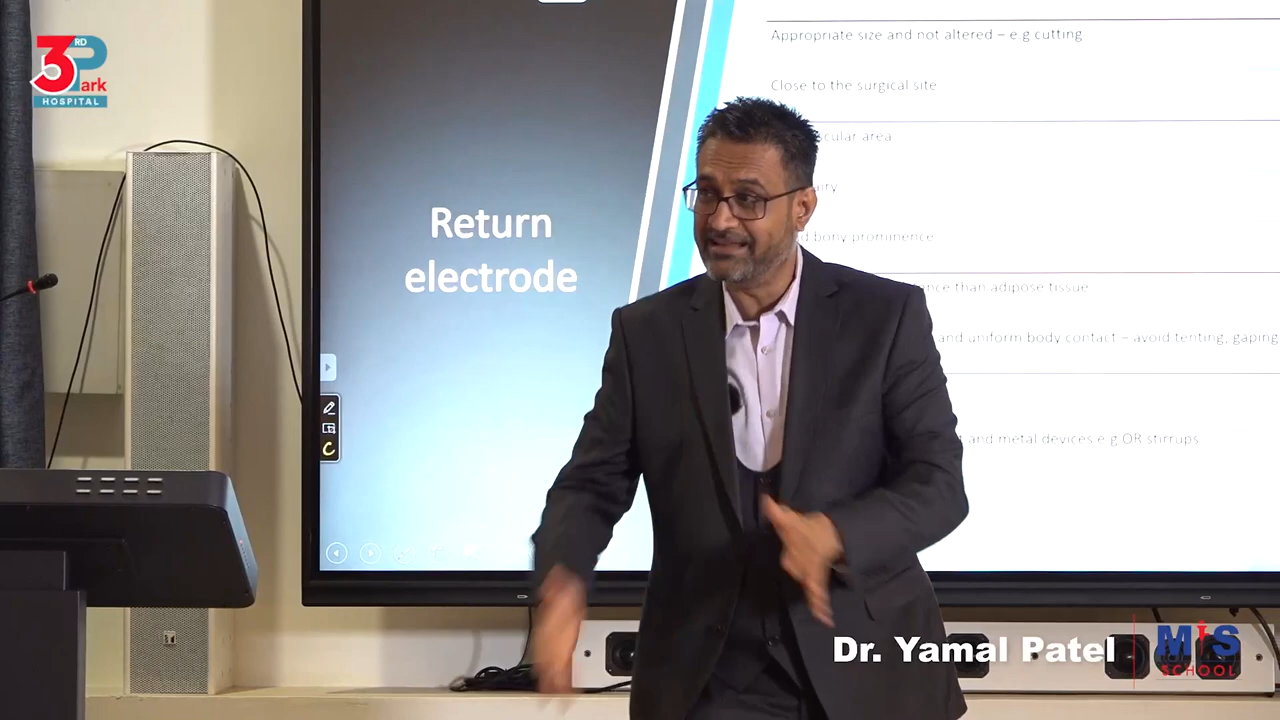 3RD Park
HOSPITAL
Return
electrode
Appropriate size and not altered – e g cutting
Close to the surgical site
scular area
airy
d bony prominence
ance than adipose tissue
and uniform body contact – avoid tenting, gaping
and metal devices e g OR stirrups
Dr. Yamal Patel
MIS
SCHOOL